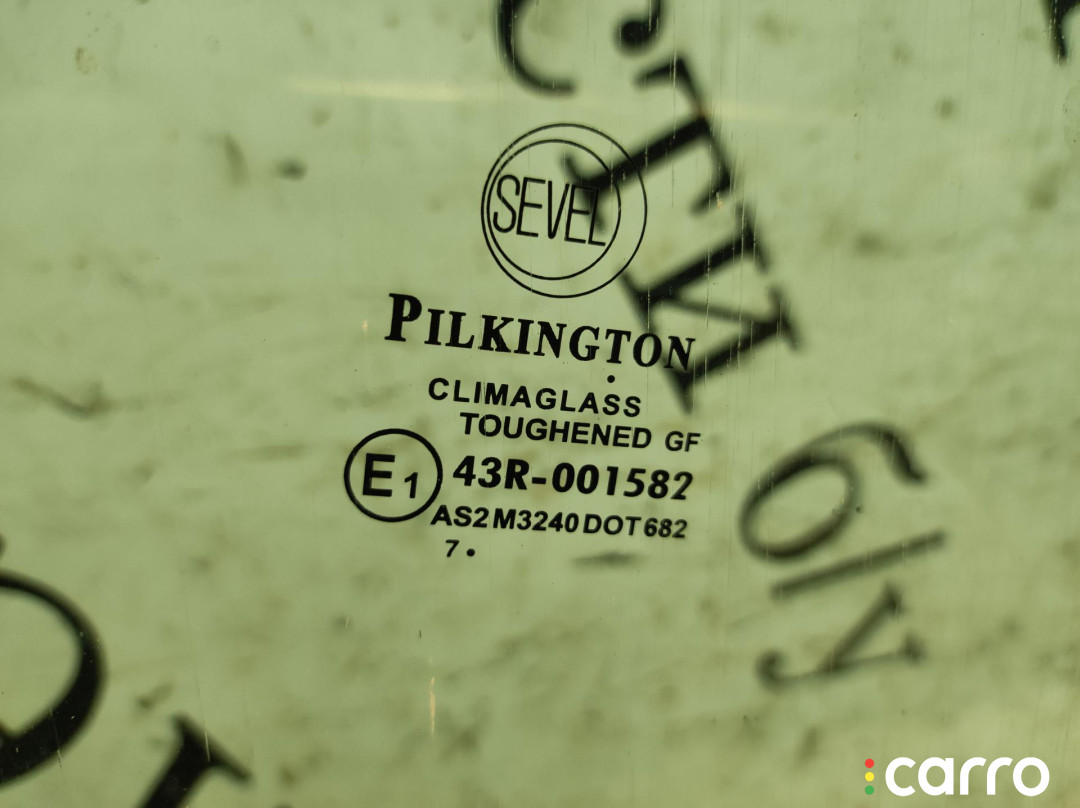 SEVEL
PILKINGTON
CLIMAGLASS
TOUGHENED GF
E1 43R-001582
AS2 M3240 DOT 682
7 .
б/у
carro